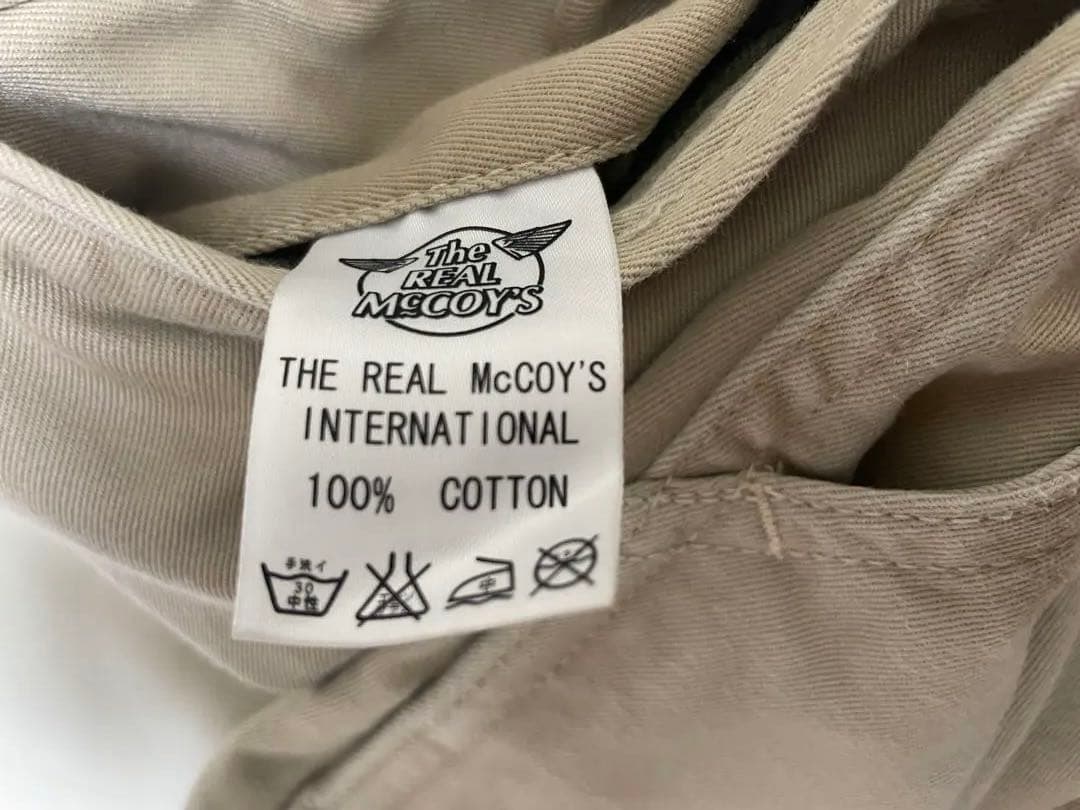 The
REAL
McCOY'S
THE REAL McCOY'S
INTERNATIONAL
100% COTTON
手洗イ
30
中性
中